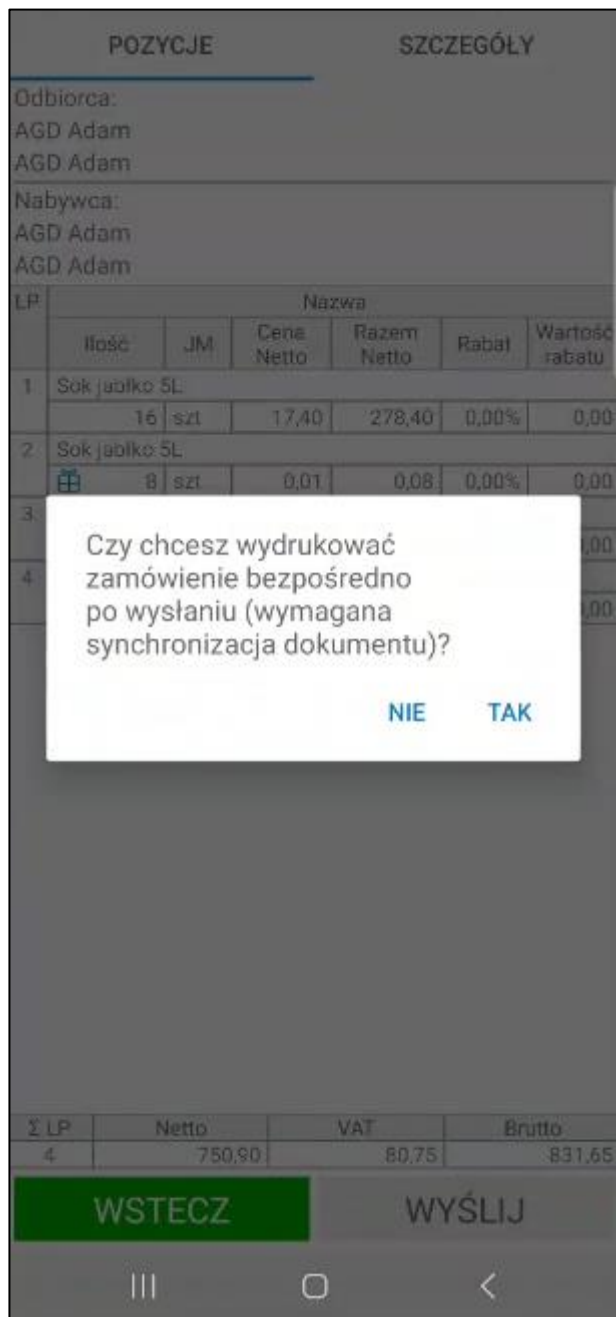 POZYCJE SZCZEGÓŁY
Odbiorca:
AGD Adam
AGD Adam
Nabywca:
AGD Adam
AGD Adam
LP Nazwa
Ilość JM Cena Netto Razem Netto Rabat Wartość rabatu
1 Sok jabłko 5L
16 szt 17,40 278,40 0,00% 0,00
2 Sok jabłko 5L
8 szt 0,01 0,08 0,00% 0,00
3
,00
4
,00
Czy chcesz wydrukować
zamówienie bezpośrednio
po wysłaniu (wymagana
synchronizacja dokumentu)?
NIE TAK
Σ LP Netto VAT Brutto
4 750,90 80,75 831,65
WSTECZ WYŚLIJ